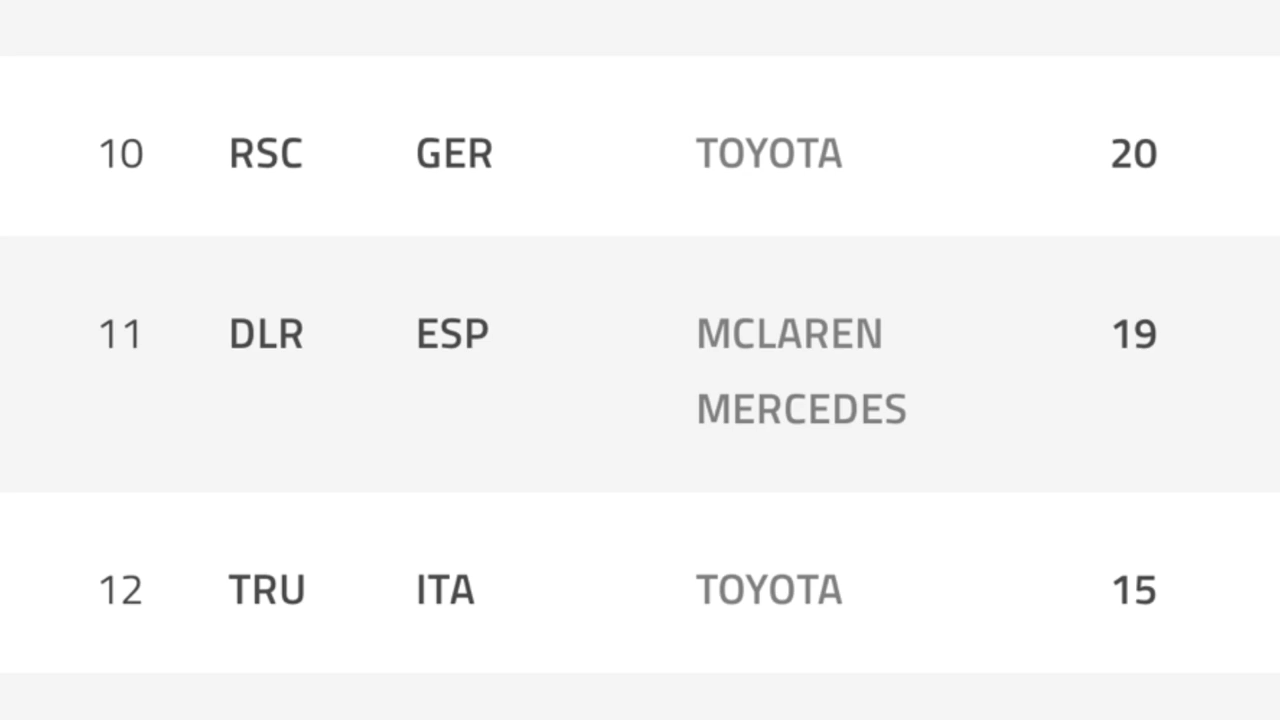 10 RSC GER TOYOTA 20
11 DLR ESP MCLAREN 19
MERCEDES
12 TRU ITA TOYOTA 15